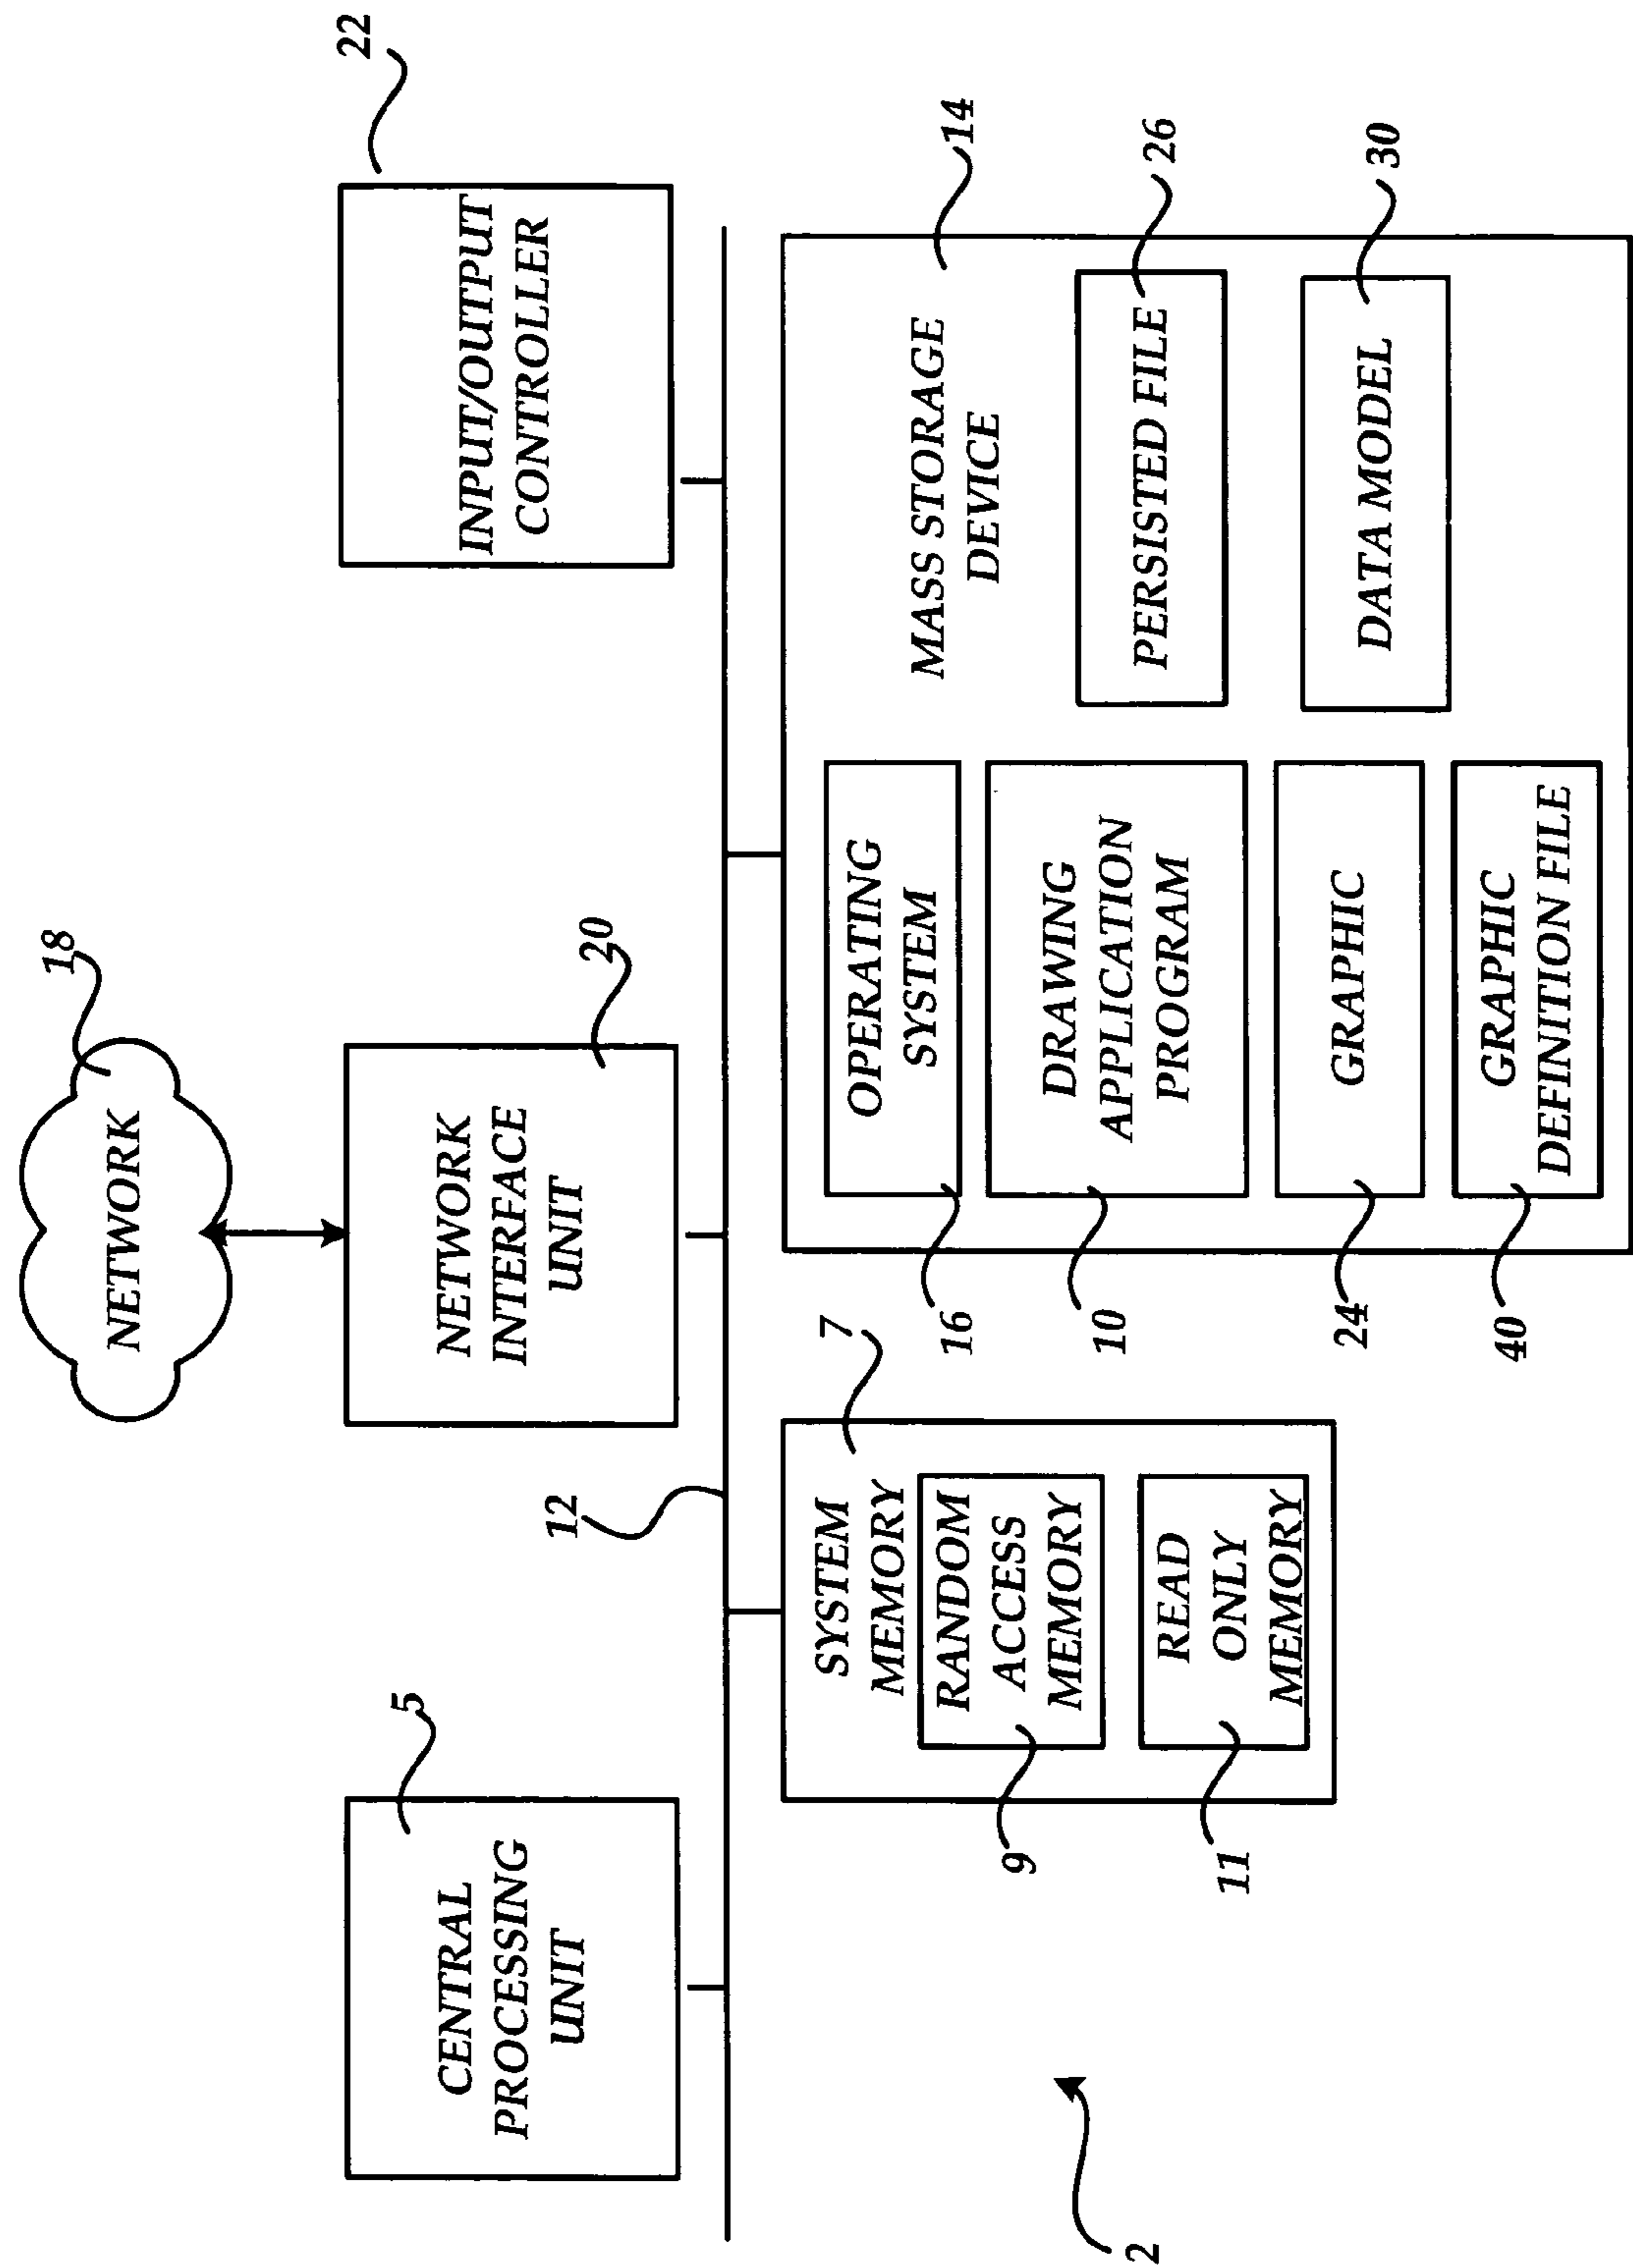 18
NETWORK
5
CENTRAL
PROCESSING
UNIT
20
NETWORK
INTERFACE
UNIT
22
INPUT/OUTPUT
CONTROLLER
12
7
SYSTEM
MEMORY
RANDOM
ACCESS
MEMORY
9
READ
ONLY
MEMORY
11
14
MASS STORAGE
DEVICE
OPERATING
SYSTEM
16
DRAWING
APPLICATION
PROGRAM
10
GRAPHIC
24
GRAPHIC
DEFINITION FILE
40
PERSISTED FILE
26
DATA MODEL
30
2